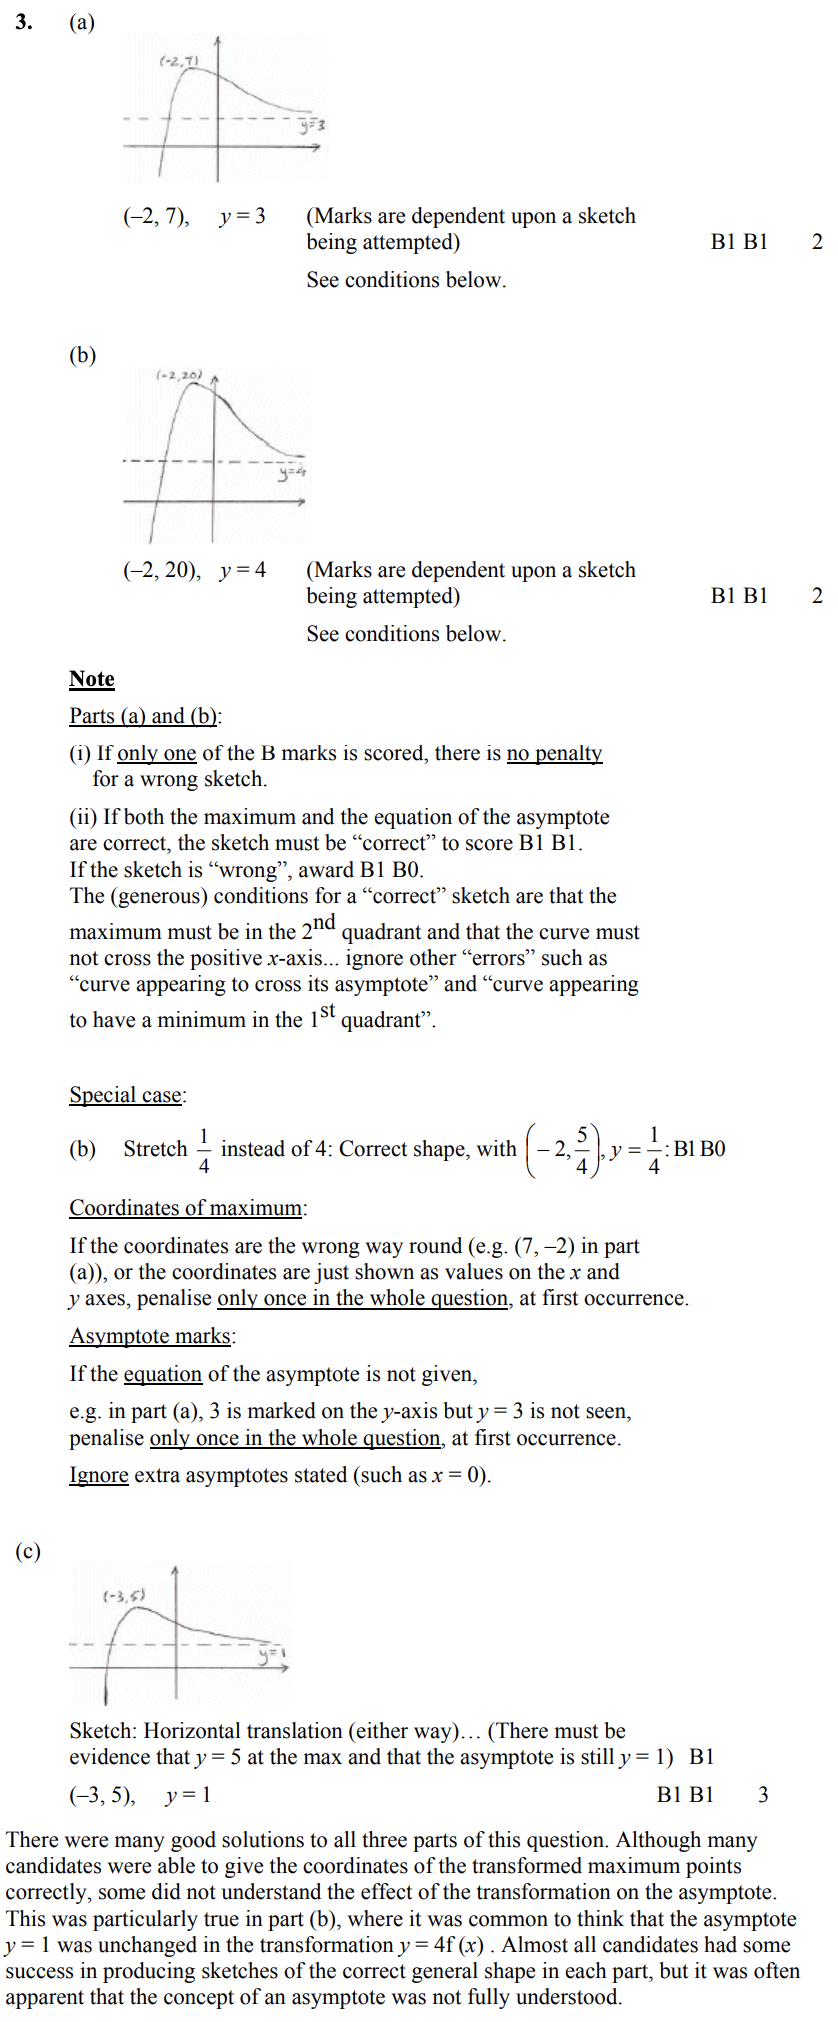 3. (a)
(-2,7)
y=3
(–2, 7), y = 3 (Marks are dependent upon a sketch
being attempted) B1 B1 2
See conditions below.
(b)
(-2,20)
y=4
(–2, 20), y = 4 (Marks are dependent upon a sketch
being attempted) B1 B1 2
See conditions below.
Note
Parts (a) and (b):
(i) If only one of the B marks is scored, there is no penalty
for a wrong sketch.
(ii) If both the maximum and the equation of the asymptote
are correct, the sketch must be “correct” to score B1 B1.
If the sketch is “wrong”, award B1 B0.
The (generous) conditions for a “correct” sketch are that the
maximum must be in the 2nd quadrant and that the curve must
not cross the positive x-axis... ignore other “errors” such as
“curve appearing to cross its asymptote” and “curve appearing
to have a minimum in the 1st quadrant”.
Special case:
(b) Stretch 1/4 instead of 4: Correct shape, with (–2, 5/4), y = 1/4: B1 B0
Coordinates of maximum:
If the coordinates are the wrong way round (e.g. (7, –2) in part
(a)), or the coordinates are just shown as values on the x and
y axes, penalise only once in the whole question, at first occurrence.
Asymptote marks:
If the equation of the asymptote is not given,
e.g. in part (a), 3 is marked on the y-axis but y = 3 is not seen,
penalise only once in the whole question, at first occurrence.
Ignore extra asymptotes stated (such as x = 0).
(c)
(-3,5)
y=1
Sketch: Horizontal translation (either way)… (There must be
evidence that y = 5 at the max and that the asymptote is still y = 1) B1
(–3, 5), y = 1 B1 B1 3
There were many good solutions to all three parts of this question. Although many
candidates were able to give the coordinates of the transformed maximum points
correctly, some did not understand the effect of the transformation on the asymptote.
This was particularly true in part (b), where it was common to think that the asymptote
y = 1 was unchanged in the transformation y = 4f (x) . Almost all candidates had some
success in producing sketches of the correct general shape in each part, but it was often
apparent that the concept of an asymptote was not fully understood.